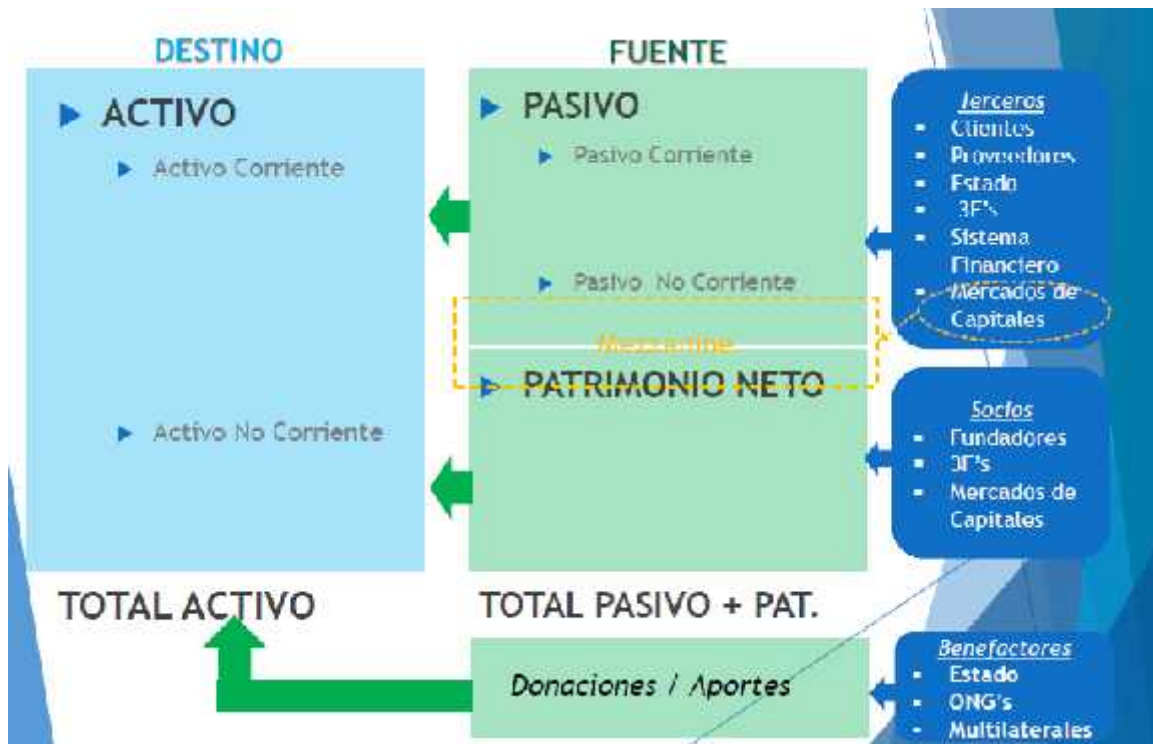 DESTINO
ACTIVO
Activo Corriente
Activo No Corriente
TOTAL ACTIVO
FUENTE
PASIVO
Pasivo Corriente
Pasivo No Corriente
Mezzanine
PATRIMONIO NETO
TOTAL PASIVO + PAT.
Donaciones / Aportes
Terceros
Clientes
Proveedores
Estado
3F's
Sistema
Financiero
Mercados de
Capitales
Socios
Fundadores
3F's
Mercados de
Capitales
Benefactores
Estado
ONG's
Multilaterales